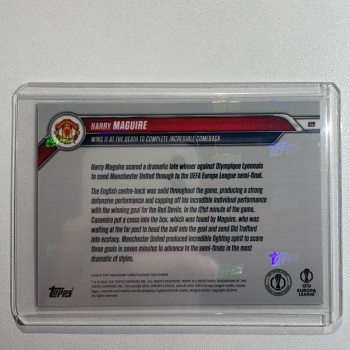 HARRY MAGUIRE
WINS IT AT THE DEATH TO COMPLETE INCREDIBLE COMEBACK
Harry Maguire scored a dramatic late winner against Olympique Lyonnais
to send Manchester United through to the UEFA Europa League semi-final.
The English centre-back was solid throughout the game, producing a strong
defensive performance and capping off his incredible individual performance
with the winning goal for the Red Devils. In the 121st minute of the game,
Casemiro put a cross into the box, which was found by Maguire, who was
waiting at the far post to head the ball into the goal and send Old Trafford
into ecstasy. Manchester United produced incredible fighting spirit to score
three goals in seven minutes to advance to the semi-finals in the most
dramatic of styles.
Topps
UEFA
EUROPA
LEAGUE